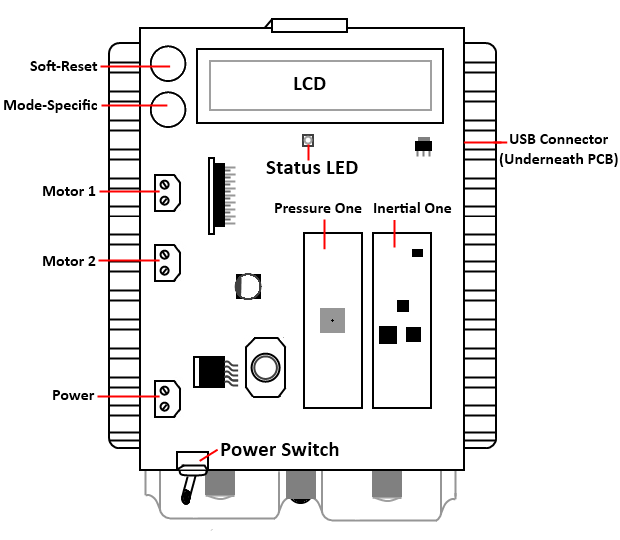 Soft-Reset
LCD
Mode-Specific
USB Connector
(Underneath PCB)
Status LED
Motor 1
Pressure One
Inertial One
Motor 2
Power
Power Switch